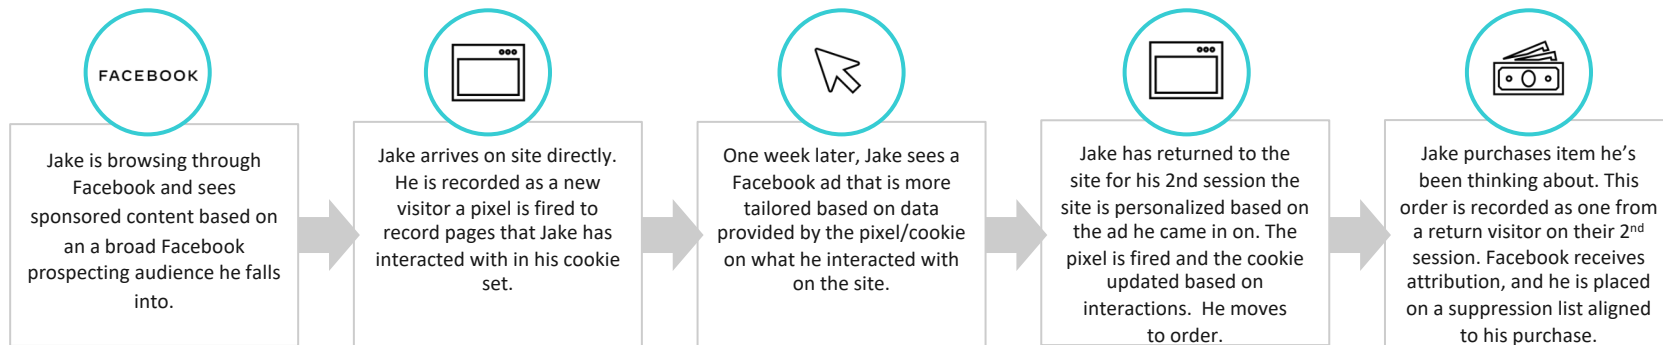 FACEBOOK
Jake is browsing through
Facebook and sees
sponsored content based on
an a broad Facebook
prospecting audience he falls
into.
Jake arrives on site directly.
He is recorded as a new
visitor a pixel is fired to
record pages that Jake has
interacted with in his cookie
set.
One week later, Jake sees a
Facebook ad that is more
tailored based on data
provided by the pixel/cookie
on what he interacted with
on the site.
Jake has returned to the
site for his 2nd session the
site is personalized based on
the ad he came in on. The
pixel is fired and the cookie
updated based on
interactions. He moves
to order.
Jake purchases item he’s
been thinking about. This
order is recorded as one from
a return visitor on their 2nd
session. Facebook receives
attribution, and he is placed
on a suppression list aligned
to his purchase.